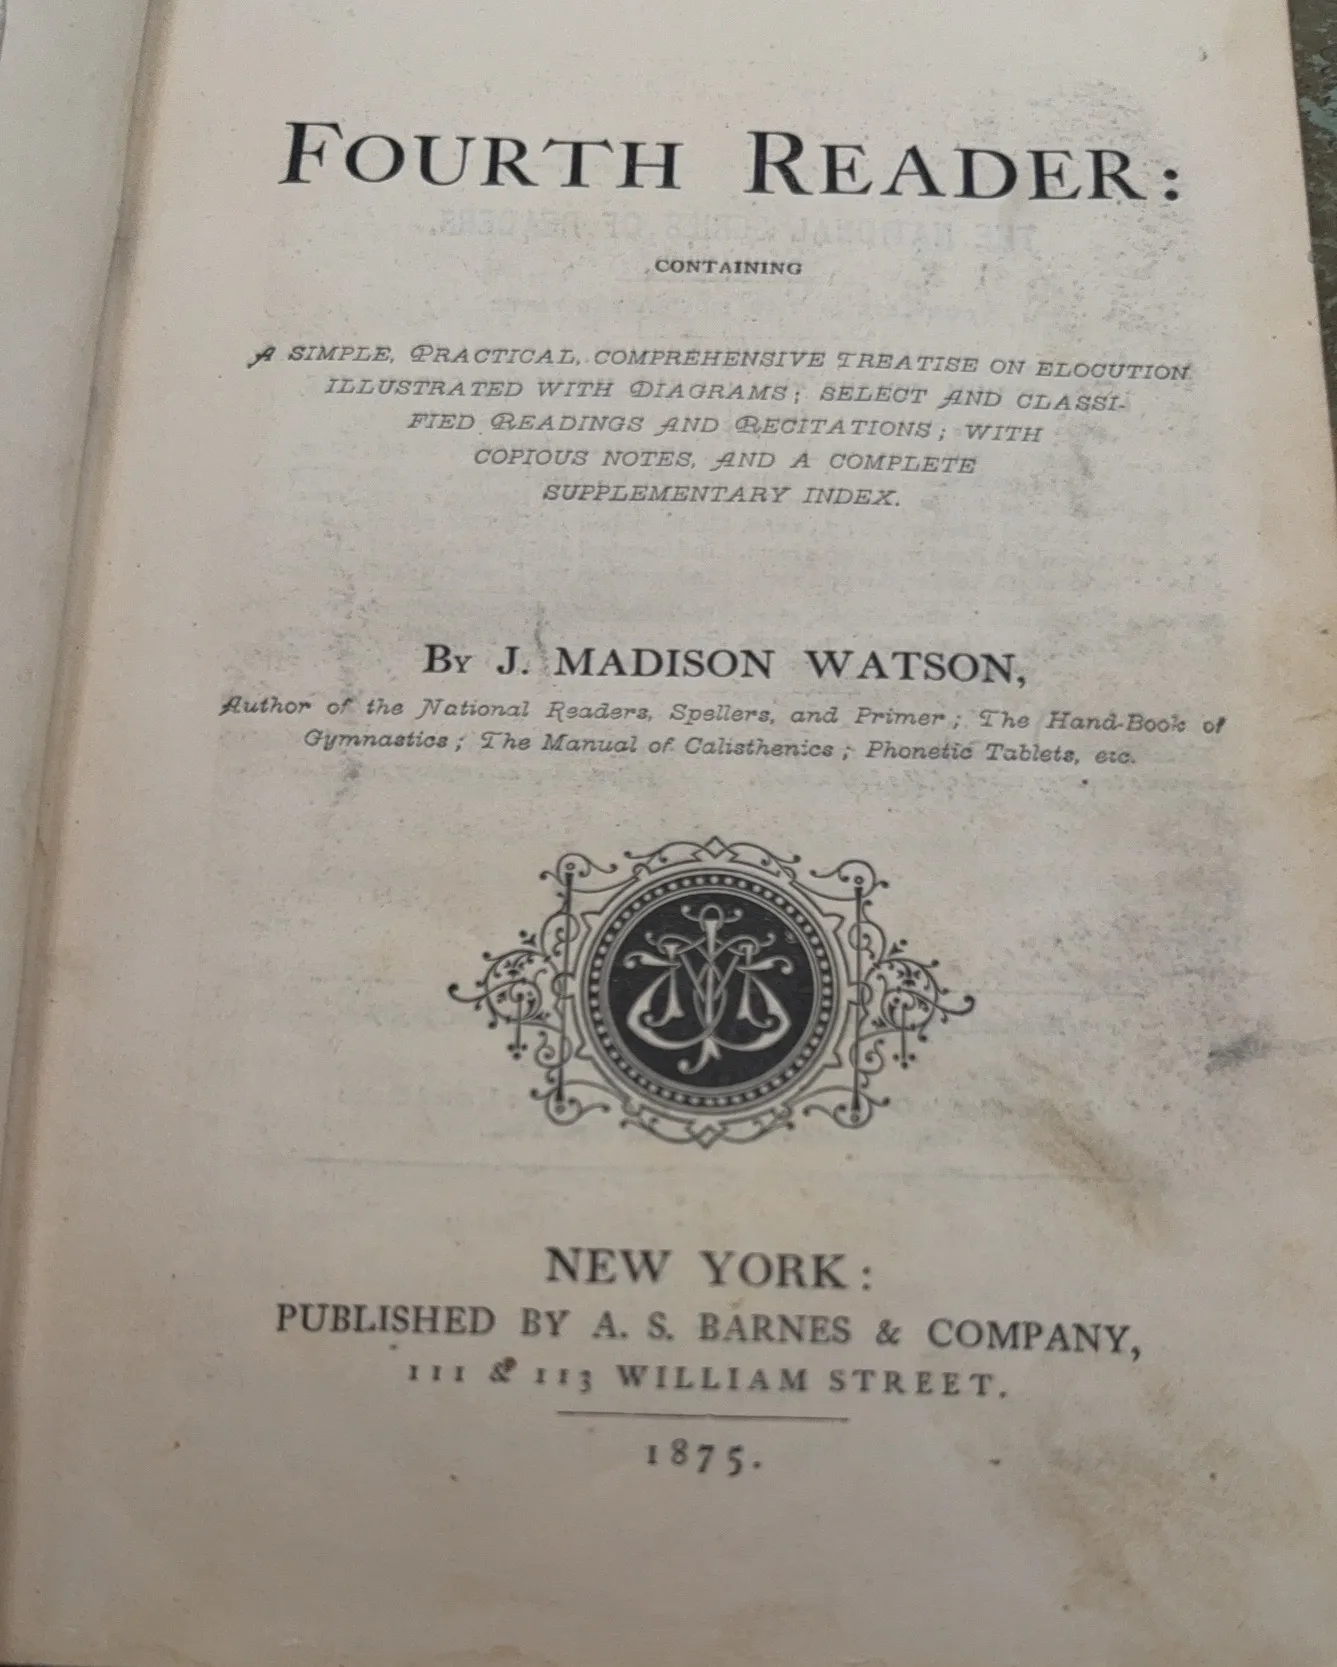 FOURTH READER:
CONTAINING
A SIMPLE, PRACTICAL, COMPREHENSIVE TREATISE ON ELOCUTION
ILLUSTRATED WITH DIAGRAMS; SELECT AND CLASSI-
FIED READINGS AND RECITATIONS; WITH
COPIOUS NOTES, AND A COMPLETE
SUPPLEMENTARY INDEX.
BY J. MADISON WATSON,
Author of the National Readers, Spellers, and Primer; The Hand-Book of
Gymnastics; The Manual of Calisthenics; Phonetic Tablets, etc.
NEW YORK:
PUBLISHED BY A. S. BARNES & COMPANY,
111 & 113 WILLIAM STREET.
1875.